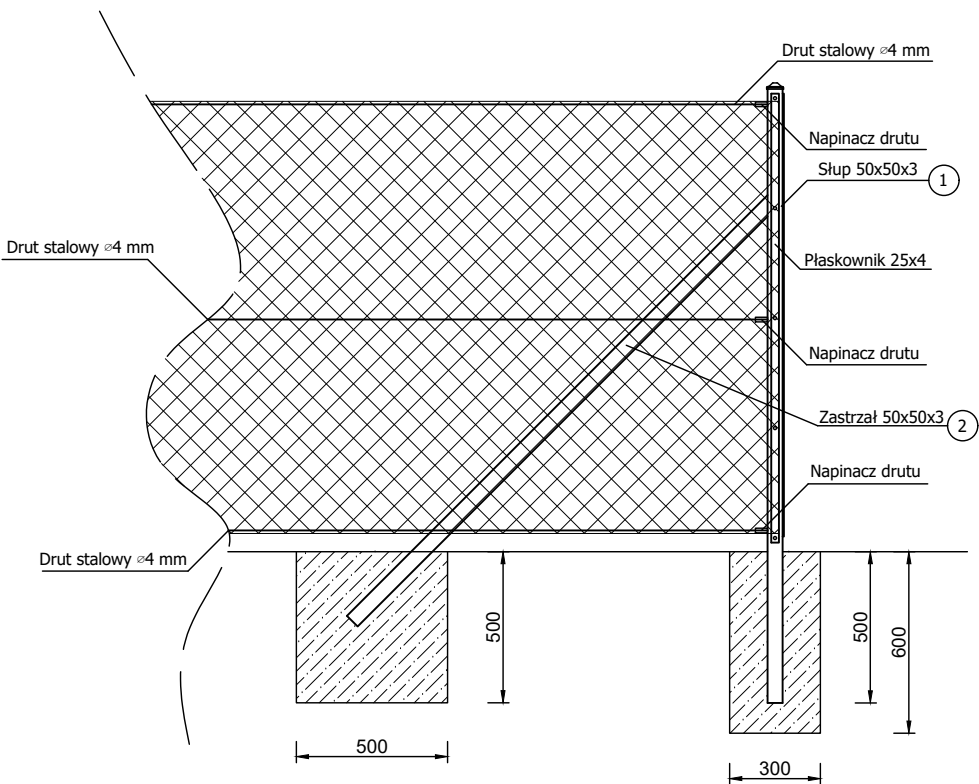 Drut stalowy ⌀4 mm
Napinacz drutu
Słup 50x50x3
1
Drut stalowy ⌀4 mm
Płaskownik 25x4
Napinacz drutu
Zastrzał 50x50x3
2
Napinacz drutu
Drut stalowy ⌀4 mm
500
500
600
500
300